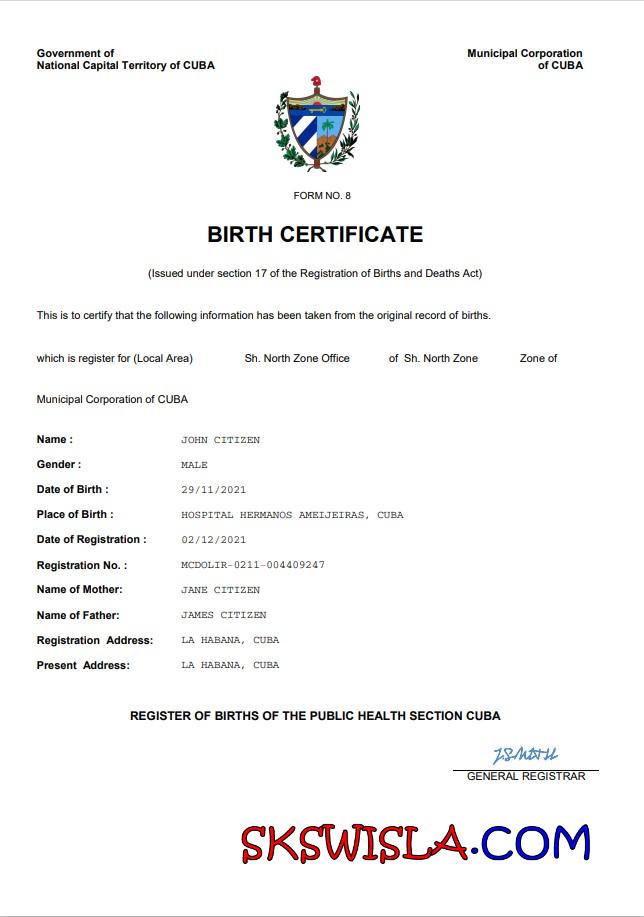 Government of
National Capital Territory of CUBA
Municipal Corporation
of CUBA
FORM NO. 8
BIRTH CERTIFICATE
(Issued under section 17 of the Registration of Births and Deaths Act)
This is to certify that the following information has been taken from the original record of births.
which is register for (Local Area) Sh. North Zone Office of Sh. North Zone Zone of
Municipal Corporation of CUBA
Name : JOHN CITIZEN
Gender : MALE
Date of Birth : 29/11/2021
Place of Birth : HOSPITAL HERMANOS AMEIJEIRAS, CUBA
Date of Registration : 02/12/2021
Registration No. : MCDOLIR-0211-004409247
Name of Mother: JANE CITIZEN
Name of Father: JAMES CITIZEN
Registration Address: LA HABANA, CUBA
Present Address: LA HABANA, CUBA
REGISTER OF BIRTHS OF THE PUBLIC HEALTH SECTION CUBA
GENERAL REGISTRAR
SKSWISLA.COM